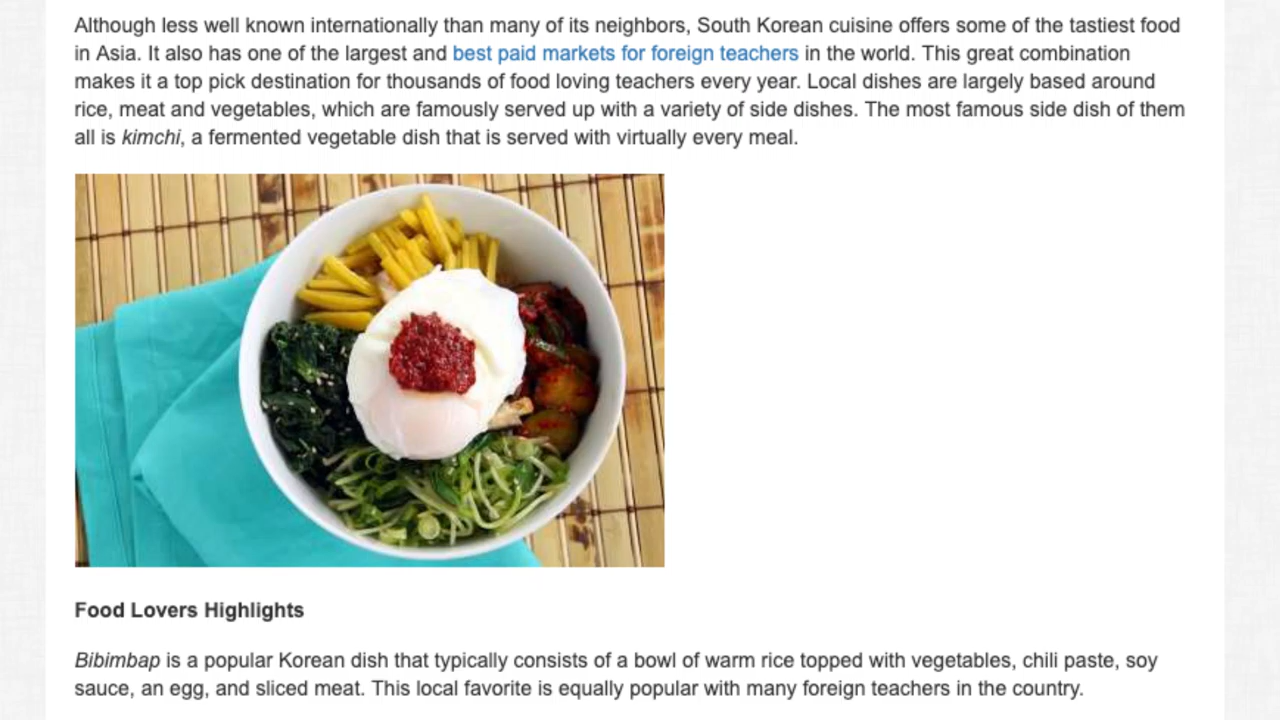 Although less well known internationally than many of its neighbors, South Korean cuisine offers some of the tastiest food
in Asia. It also has one of the largest and best paid markets for foreign teachers in the world. This great combination
makes it a top pick destination for thousands of food loving teachers every year. Local dishes are largely based around
rice, meat and vegetables, which are famously served up with a variety of side dishes. The most famous side dish of them
all is kimchi, a fermented vegetable dish that is served with virtually every meal.
Food Lovers Highlights
Bibimbap is a popular Korean dish that typically consists of a bowl of warm rice topped with vegetables, chili paste, soy
sauce, an egg, and sliced meat. This local favorite is equally popular with many foreign teachers in the country.